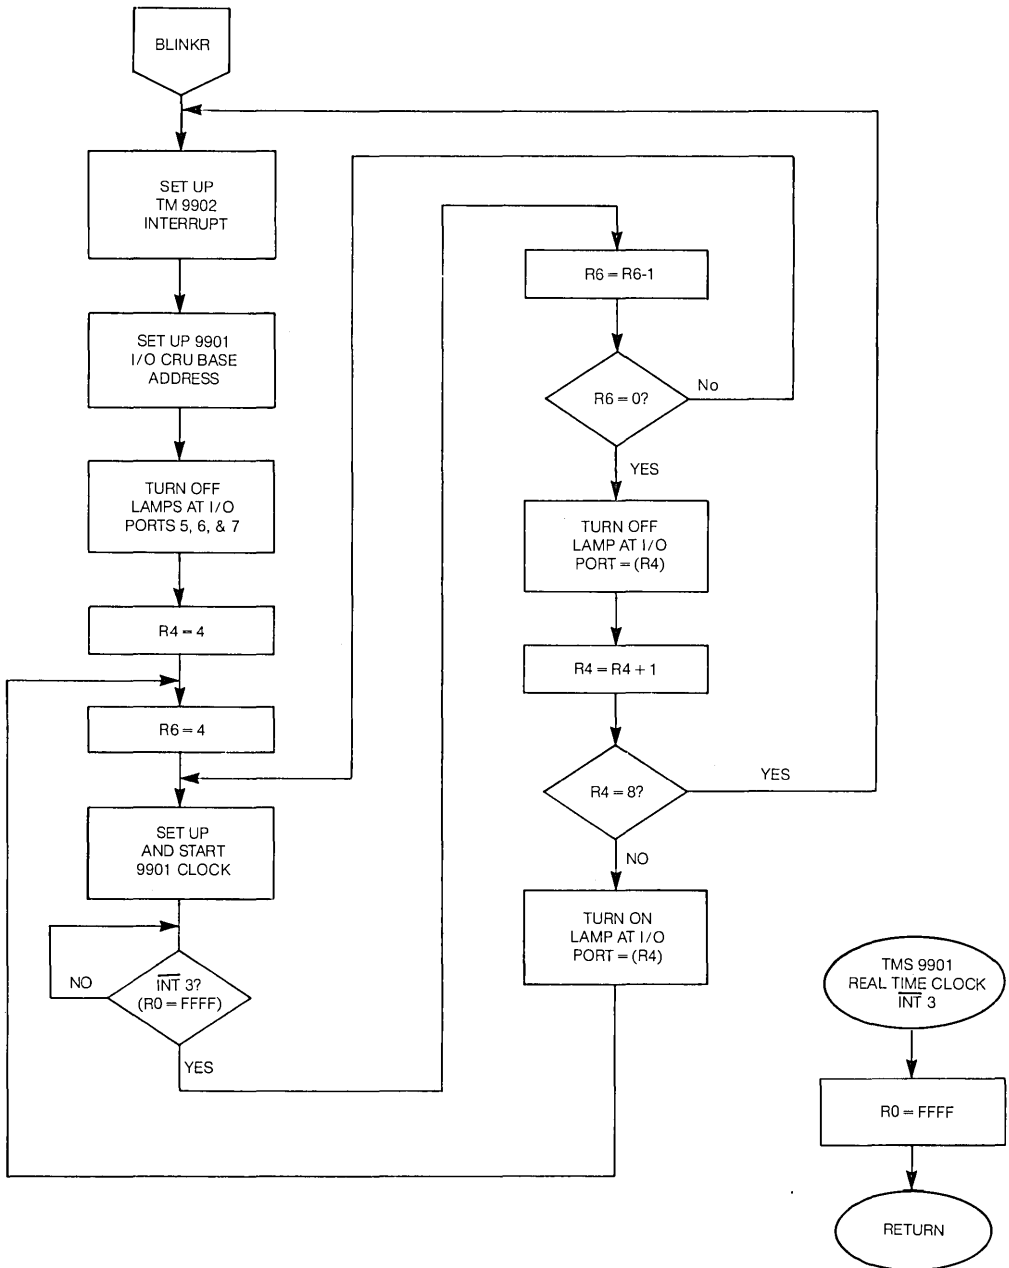 BLINKR
SET UP
TM 9902
INTERRUPT
SET UP 9901
I/O CRU BASE
ADDRESS
TURN OFF
LAMPS AT I/O
PORTS 5, 6, & 7
R4 = 4
R6 = 4
SET UP
AND START
9901 CLOCK
INT 3?
(R0 = FFFF)
NO
YES
R6 = R6-1
R6 = 0?
No
YES
TURN OFF
LAMP AT I/O
PORT = (R4)
R4 = R4 + 1
R4 = 8?
YES
NO
TURN ON
LAMP AT I/O
PORT = (R4)
TMS 9901
REAL TIME CLOCK
INT 3
R0 = FFFF
RETURN